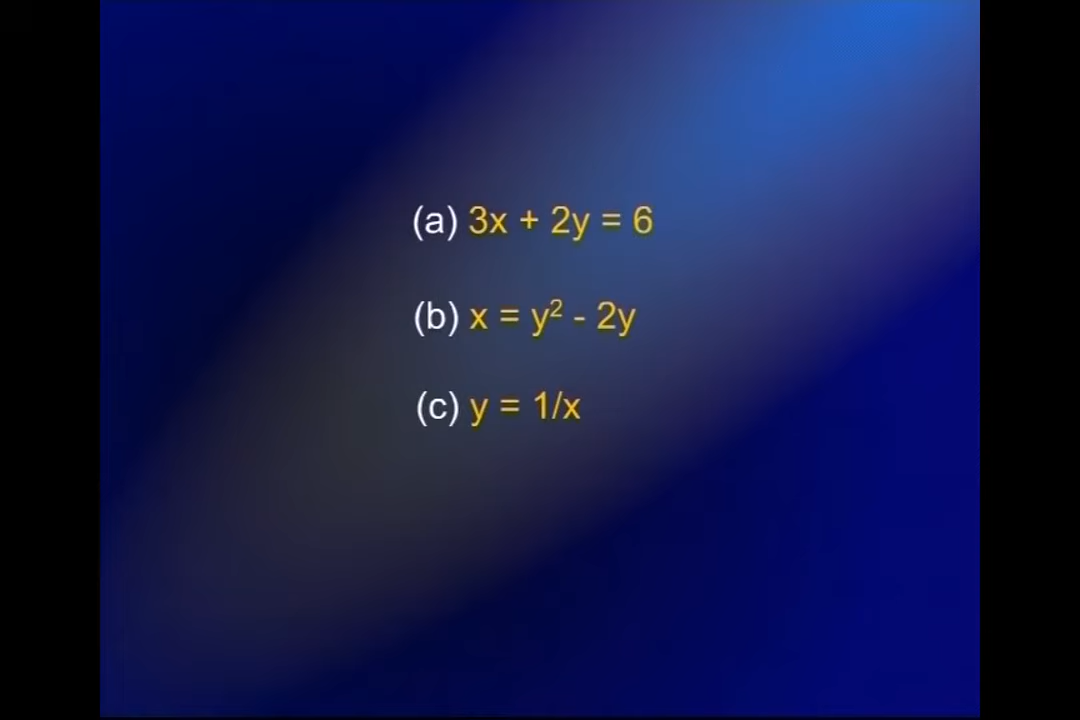 (a) 3x + 2y = 6
(b) x = y² - 2y
(c) y = 1/x